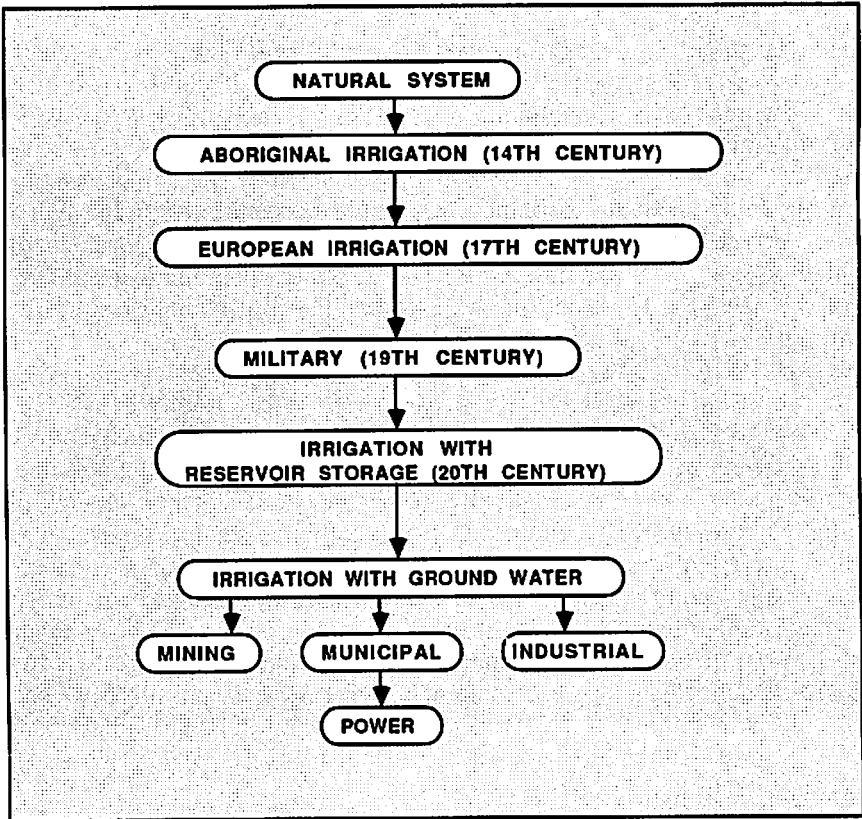 NATURAL SYSTEM
ABORIGINAL IRRIGATION (14TH CENTURY)
EUROPEAN IRRIGATION (17TH CENTURY)
MILITARY (19TH CENTURY)
IRRIGATION WITH
RESERVOIR STORAGE (20TH CENTURY)
IRRIGATION WITH GROUND WATER
MINING
MUNICIPAL
INDUSTRIAL
POWER